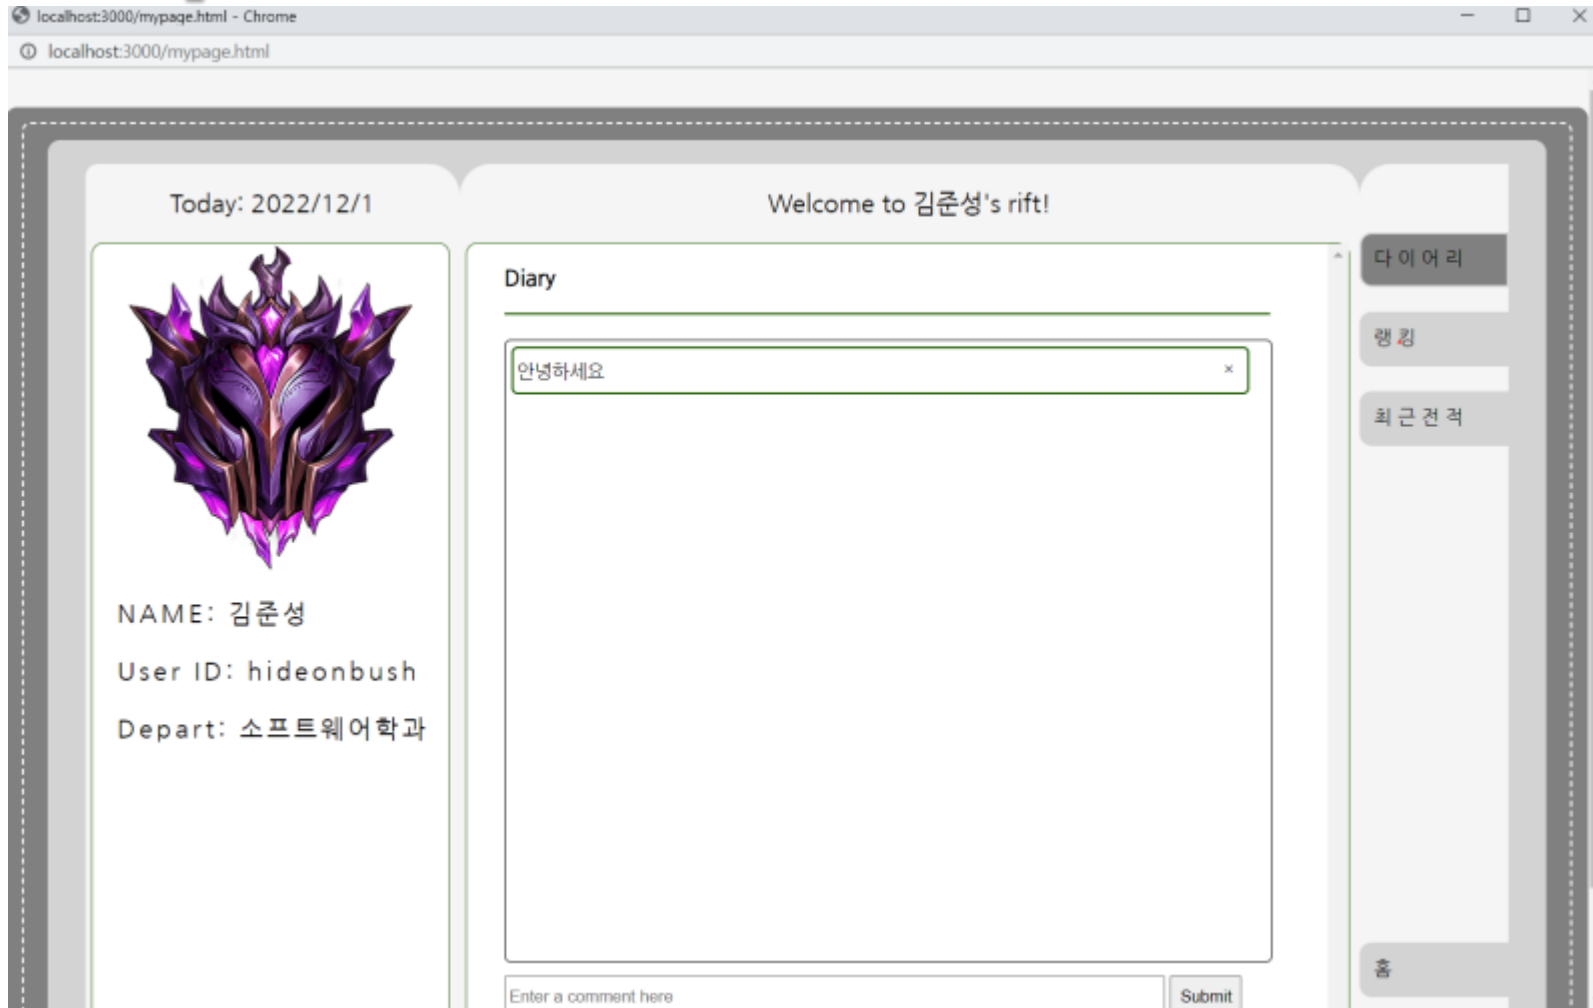 localhost:3000/mypage.html - Chrome
localhost:3000/mypage.html
Today: 2022/12/1
Welcome to 김준성's rift!
Diary
안녕하세요 ×
다이어리
랭킹
최근전적
NAME: 김준성
User ID: hideonbush
Depart: 소프트웨어학과
홈
Enter a comment here
Submit